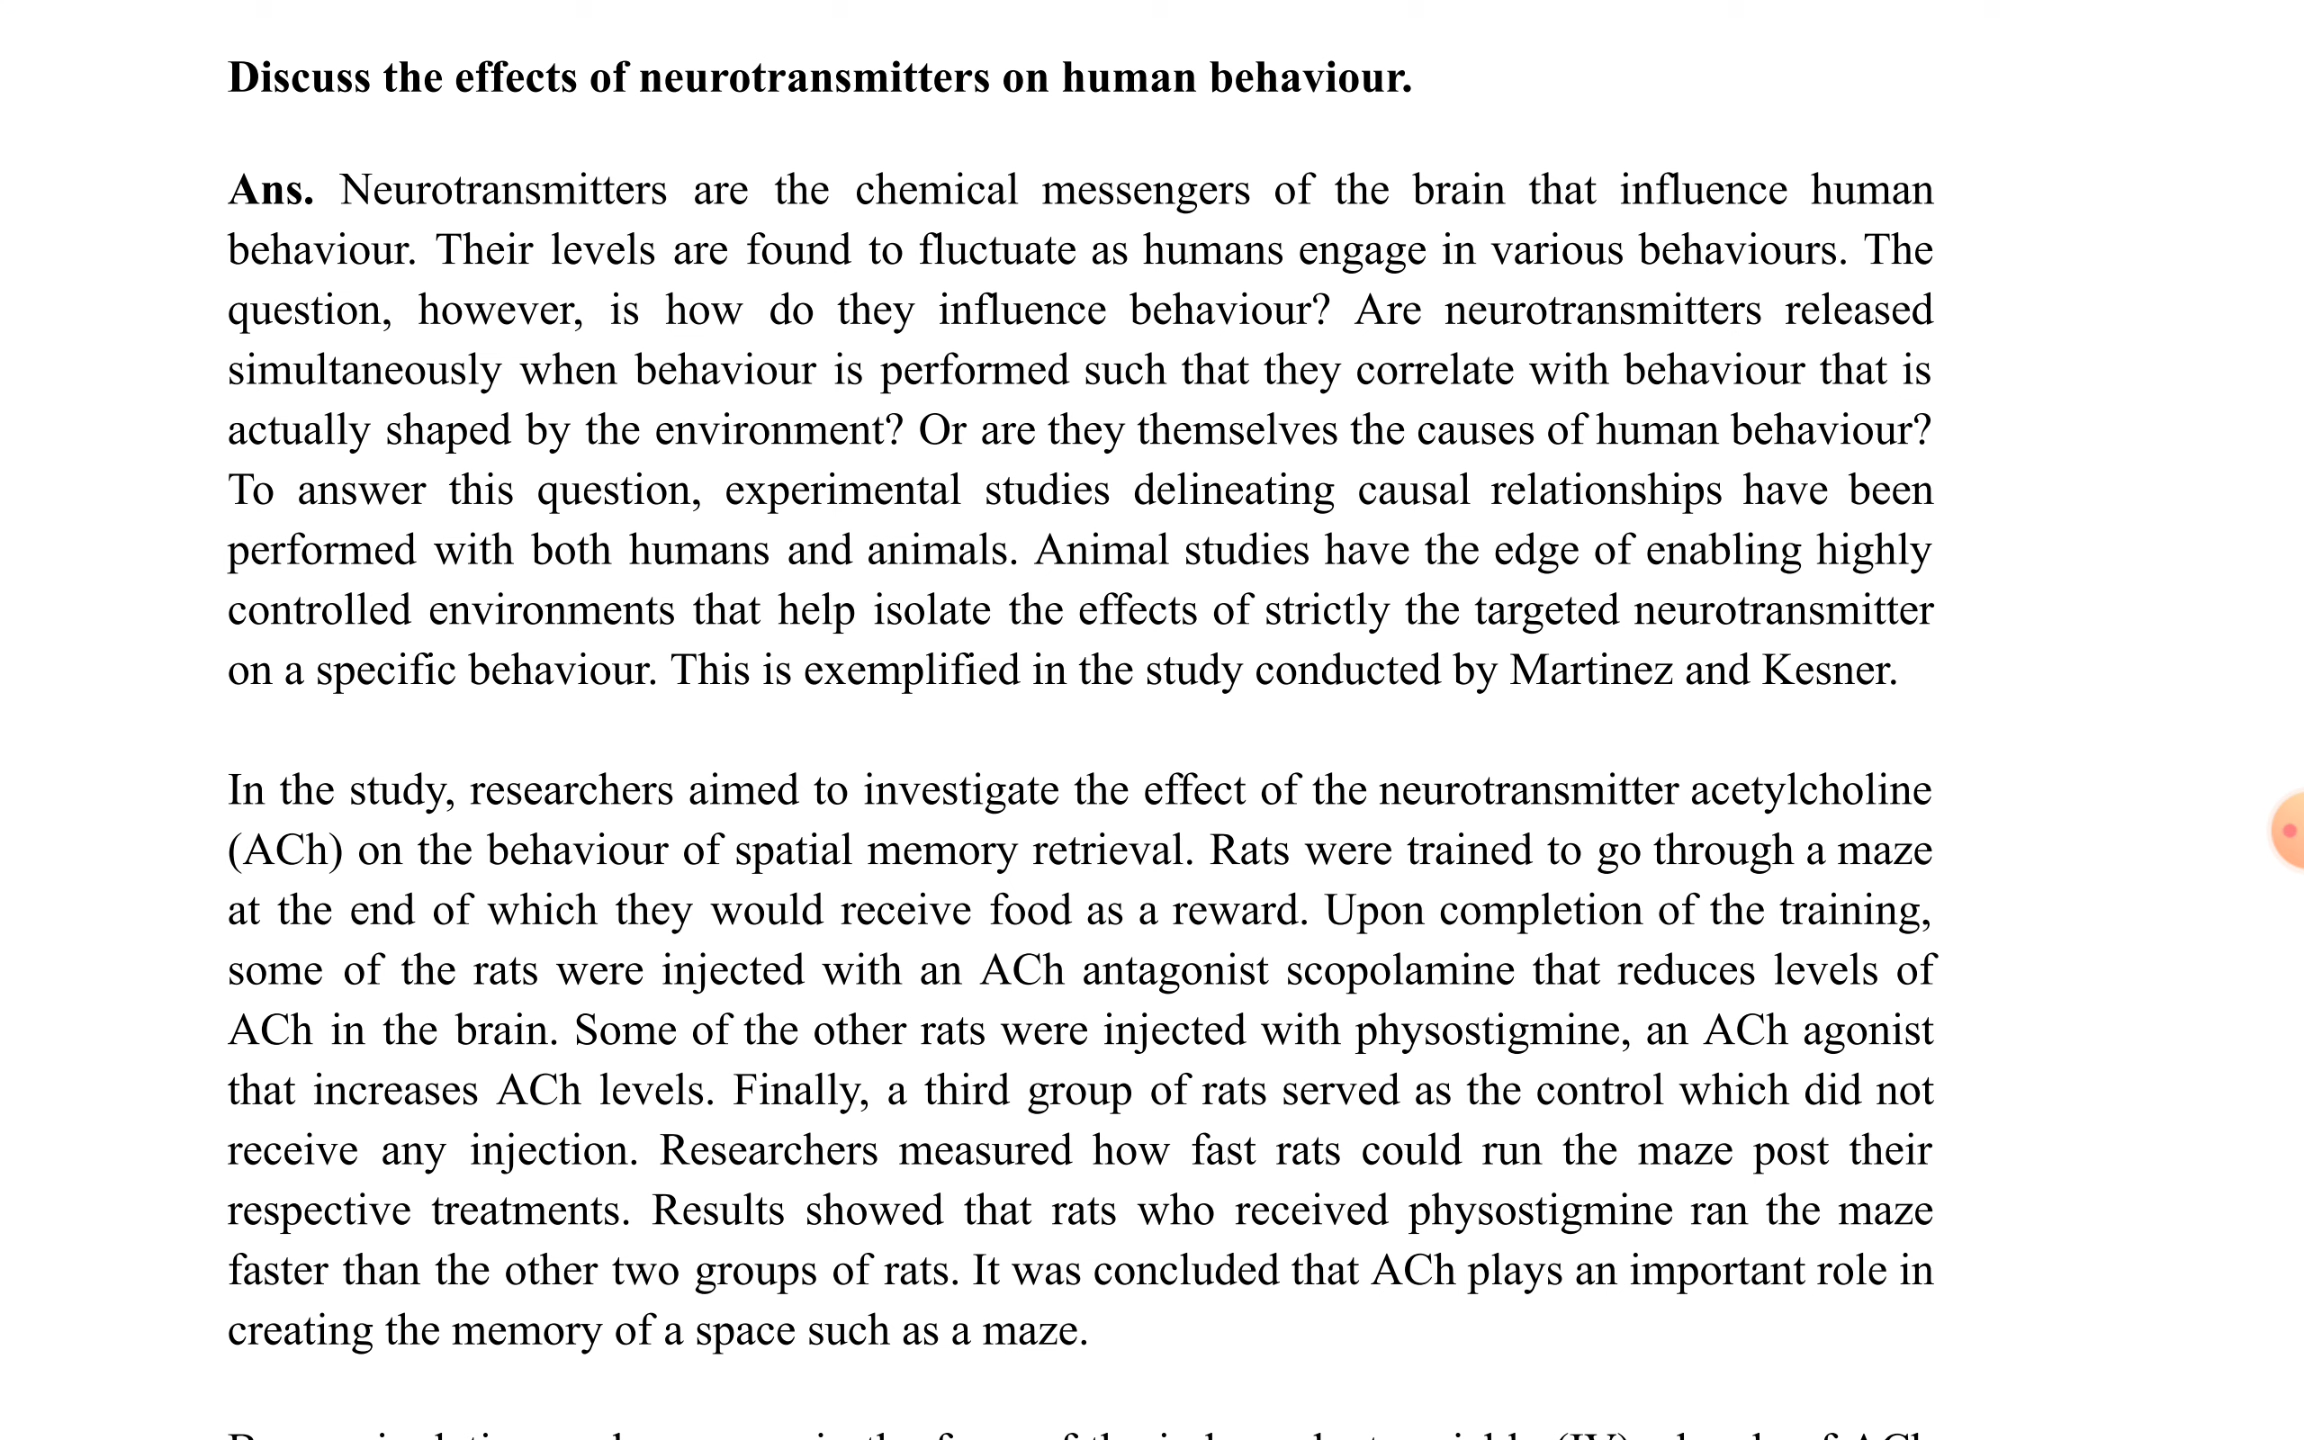 Discuss the effects of neurotransmitters on human behaviour.
Ans. Neurotransmitters are the chemical messengers of the brain that influence human
behaviour. Their levels are found to fluctuate as humans engage in various behaviours. The
question, however, is how do they influence behaviour? Are neurotransmitters released
simultaneously when behaviour is performed such that they correlate with behaviour that is
actually shaped by the environment? Or are they themselves the causes of human behaviour?
To answer this question, experimental studies delineating causal relationships have been
performed with both humans and animals. Animal studies have the edge of enabling highly
controlled environments that help isolate the effects of strictly the targeted neurotransmitter
on a specific behaviour. This is exemplified in the study conducted by Martinez and Kesner.
In the study, researchers aimed to investigate the effect of the neurotransmitter acetylcholine
(ACh) on the behaviour of spatial memory retrieval. Rats were trained to go through a maze
at the end of which they would receive food as a reward. Upon completion of the training,
some of the rats were injected with an ACh antagonist scopolamine that reduces levels of
ACh in the brain. Some of the other rats were injected with physostigmine, an ACh agonist
that increases ACh levels. Finally, a third group of rats served as the control which did not
receive any injection. Researchers measured how fast rats could run the maze post their
respective treatments. Results showed that rats who received physostigmine ran the maze
faster than the other two groups of rats. It was concluded that ACh plays an important role in
creating the memory of a space such as a maze.